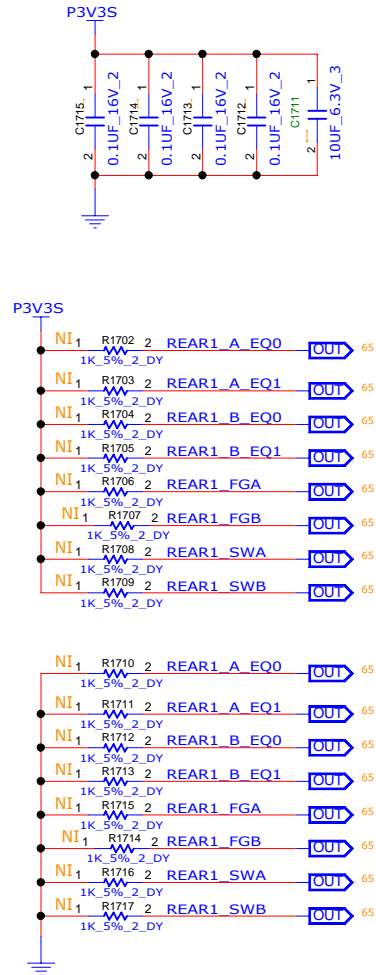 P3V3S
C1715.. 1 2 0.1UF_16V_2
C1714.. 1 2 0.1UF_16V_2
C1713.. 1 2 0.1UF_16V_2
C1712.. 1 2 0.1UF_16V_2
C1711 1 2 10UF_6.3V_3
P3V3S
NI 1 R1702 2 REAR1_A_EQ0 OUT 65
1K_5%_2_DY
NI 1 R1703 2 REAR1_A_EQ1 OUT 65
1K_5%_2_DY
NI 1 R1704 2 REAR1_B_EQ0 OUT 65
1K_5%_2_DY
NI 1 R1705 2 REAR1_B_EQ1 OUT 65
1K_5%_2_DY
NI 1 R1706 2 REAR1_FGA OUT 65
1K_5%_2_DY
NI 1 R1707 2 REAR1_FGB OUT 65
1K_5%_2_DY
NI 1 R1708 2 REAR1_SWA OUT 65
1K_5%_2_DY
NI 1 R1709 2 REAR1_SWB OUT 65
1K_5%_2_DY
NI 1 R1710 2 REAR1_A_EQ0 OUT 65
1K_5%_2_DY
NI 1 R1711 2 REAR1_A_EQ1 OUT 65
1K_5%_2_DY
NI 1 R1712 2 REAR1_B_EQ0 OUT 65
1K_5%_2_DY
NI 1 R1713 2 REAR1_B_EQ1 OUT 65
1K_5%_2_DY
NI 1 R1715 2 REAR1_FGA OUT 65
1K_5%_2_DY
NI 1 R1714 2 REAR1_FGB OUT 65
1K_5%_2_DY
NI 1 R1716 2 REAR1_SWA OUT 65
1K_5%_2_DY
NI 1 R1717 2 REAR1_SWB OUT 65
1K_5%_2_DY